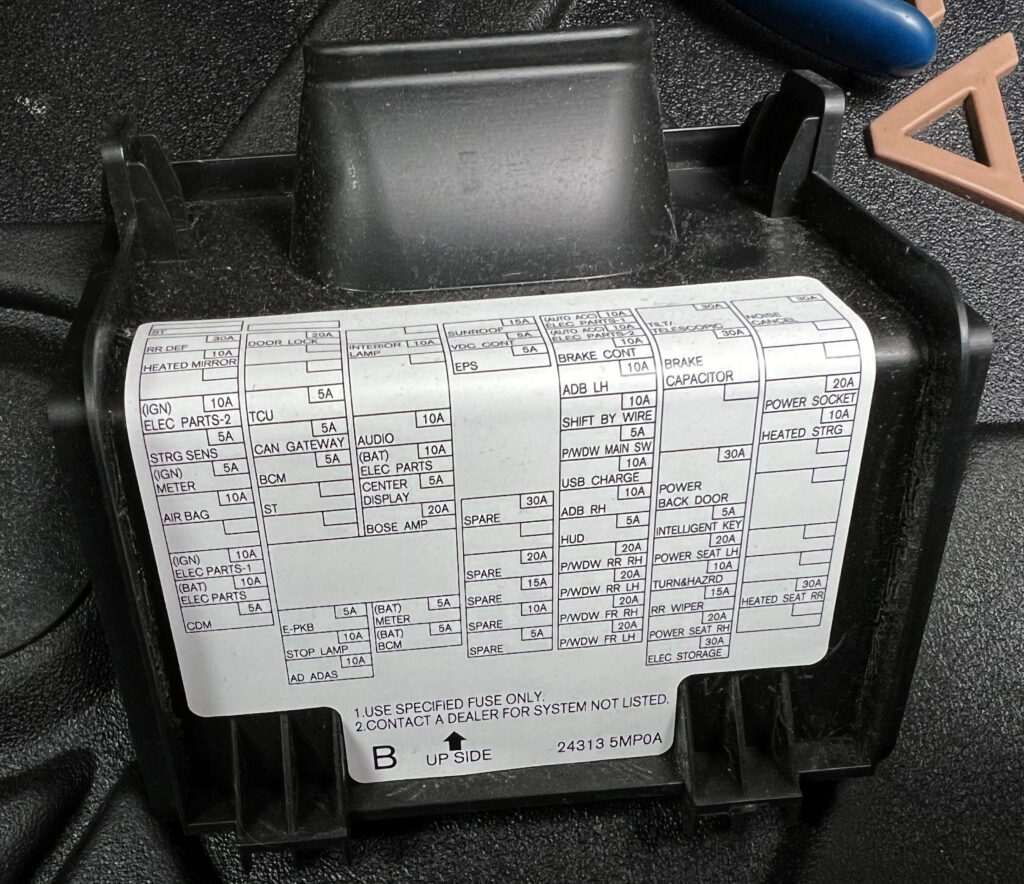 ST
30A
RR DEF
10A
HEATED MIRROR
10A
(IGN)
ELEC PARTS-2
5A
STRG SENS
(IGN) 5A
METER
10A
AIR BAG
(IGN) 10A
ELEC PARTS-1
(BAT) 10A
ELEC PARTS
5A
CDM
20A
DOOR LOCK
5A
TCU
5A
CAN GATEWAY
5A
BCM
ST
5A
E-PKB
10A
STOP LAMP
10A
AD ADAS
INTERIOR 10A
LAMP
10A
AUDIO
(BAT) 10A
ELEC PARTS
CENTER 5A
DISPLAY
20A
BOSE AMP
(BAT) 5A
METER
(BAT) 5A
BCM
15A
SUNROOF
5A
VDC CONT
5A
EPS
30A
SPARE
20A
SPARE
15A
SPARE
10A
SPARE
5A
SPARE
(AUTO ACC) 10A
ELEC PARTS-1
(AUTO ACC) 10A
ELEC PARTS-2
10A
BRAKE CONT
10A
ADB LH
10A
SHIFT BY WIRE
5A
P/WDW MAIN SW
10A
USB CHARGE
10A
ADB RH
5A
HUD
20A
P/WDW RR RH
20A
P/WDW RR LH
20A
P/WDW FR RH
20A
P/WDW FR LH
30A
TILT/
TELESCOPIC
30A
BRAKE
CAPACITOR
30A
POWER
BACK DOOR
5A
INTELLIGENT KEY
20A
POWER SEAT LH
10A
TURN&HAZRD
15A
RR WIPER
20A
POWER SEAT RH
30A
ELEC STORAGE
30A
NOISE
CANCEL
20A
POWER SOCKET
10A
HEATED STRG
30A
HEATED SEAT RR
1.USE SPECIFIED FUSE ONLY.
2.CONTACT A DEALER FOR SYSTEM NOT LISTED.
B UP SIDE 24313 5MP0A